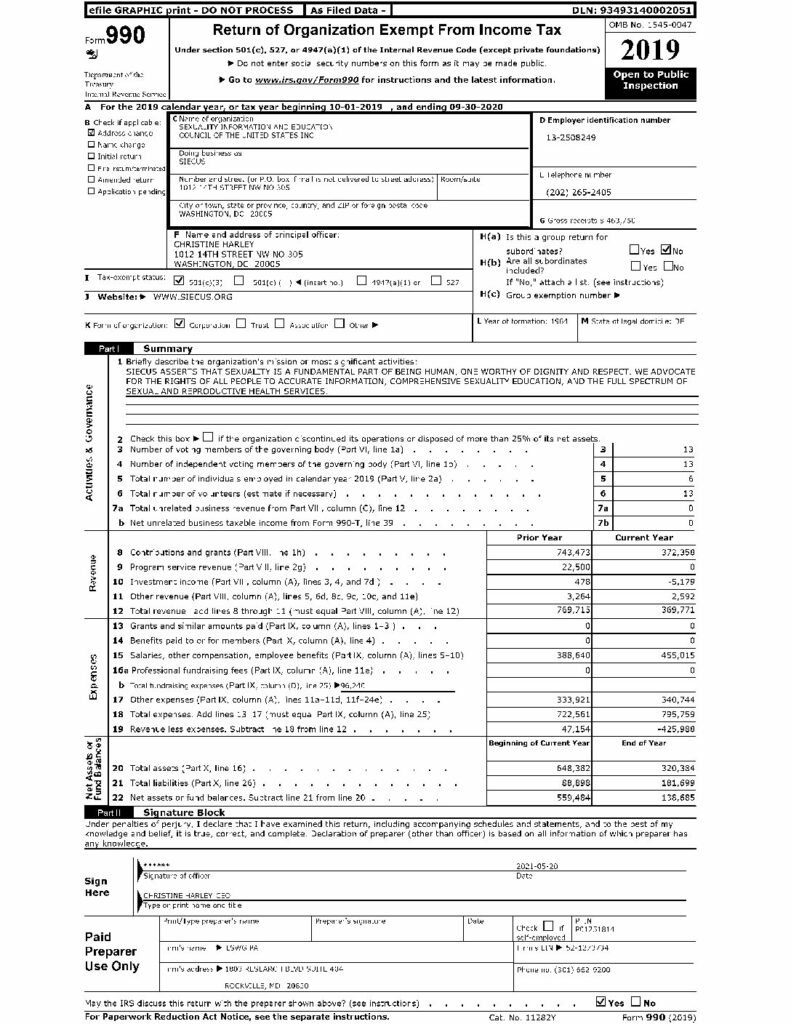 efile GRAPHIC print - DO NOT PROCESS | As Filed Data - | DLN: 93493140002051
Form 990
Department of the Treasury
Internal Revenue Service
Return of Organization Exempt From Income Tax
Under section 501(c), 527, or 4947(a)(1) of the Internal Revenue Code (except private foundations)
▶ Do not enter social security numbers on this form as it may be made public.
▶ Go to www.irs.gov/Form990 for instructions and the latest information.
OMB No. 1545-0047
2019
Open to Public Inspection
A For the 2019 calendar year, or tax year beginning 10-01-2019 , and ending 09-30-2020
B Check if applicable:
☑ Address change
☐ Name change
☐ Initial return
☐ Final return/terminated
☐ Amended return
☐ Application pending
C Name of organization
SEXUALITY INFORMATION AND EDUCATION
COUNCIL OF THE UNITED STATES INC
Doing business as
SIECUS
Number and street (or P.O. box if mail is not delivered to street address) Room/suite
1012 14TH STREET NW NO 305
City or town, state or province, country, and ZIP or foreign postal code
WASHINGTON, DC 20005
D Employer identification number
13-2508249
E Telephone number
(202) 265-2405
G Gross receipts $ 463,750
F Name and address of principal officer:
CHRISTINE HARLEY
1012 14TH STREET NW NO 305
WASHINGTON, DC 20005
H(a) Is this a group return for
subordinates? ☐ Yes ☑ No
H(b) Are all subordinates
included? ☐ Yes ☐ No
If "No," attach a list. (see instructions)
H(c) Group exemption number ▶
I Tax-exempt status: ☑ 501(c)(3) ☐ 501(c) ( ) ◀ (insert no.) ☐ 4947(a)(1) or ☐ 527
J Website: ▶ WWW.SIECUS.ORG
K Form of organization: ☑ Corporation ☐ Trust ☐ Association ☐ Other ▶
L Year of formation: 1964
M State of legal domicile: DE
Part I Summary
Activities & Governance
1 Briefly describe the organization's mission or most significant activities:
SIECUS ASSERTS THAT SEXUALITY IS A FUNDAMENTAL PART OF BEING HUMAN, ONE WORTHY OF DIGNITY AND RESPECT. WE ADVOCATE
FOR THE RIGHTS OF ALL PEOPLE TO ACCURATE INFORMATION, COMPREHENSIVE SEXUALITY EDUCATION, AND THE FULL SPECTRUM OF
SEXUAL AND REPRODUCTIVE HEALTH SERVICES.
2 Check this box ▶ ☐ if the organization discontinued its operations or disposed of more than 25% of its net assets.
3 Number of voting members of the governing body (Part VI, line 1a) . . . . . . . . 3 13
4 Number of independent voting members of the governing body (Part VI, line 1b) . . . . . 4 13
5 Total number of individuals employed in calendar year 2019 (Part V, line 2a) . . . . . . 5 6
6 Total number of volunteers (estimate if necessary) . . . . . . . . . . . . 6 13
7a Total unrelated business revenue from Part VIII, column (C), line 12 . . . . . . . . 7a 0
b Net unrelated business taxable income from Form 990-T, line 39 . . . . . . . . . 7b 0
Prior Year Current Year
Revenue
8 Contributions and grants (Part VIII, line 1h) . . . . . . . . . 743,473 372,358
9 Program service revenue (Part VIII, line 2g) . . . . . . . . . 22,500 0
10 Investment income (Part VIII, column (A), lines 3, 4, and 7d ) . . . . 478 -5,179
11 Other revenue (Part VIII, column (A), lines 5, 6d, 8c, 9c, 10c, and 11e) 3,264 2,592
12 Total revenue—add lines 8 through 11 (must equal Part VIII, column (A), line 12) 769,715 369,771
Expenses
13 Grants and similar amounts paid (Part IX, column (A), lines 1–3 ) . . . 0 0
14 Benefits paid to or for members (Part IX, column (A), line 4) . . . . . 0 0
15 Salaries, other compensation, employee benefits (Part IX, column (A), lines 5–10) 388,640 455,015
16a Professional fundraising fees (Part IX, column (A), line 11e) . . . . . 0 0
b Total fundraising expenses (Part IX, column (D), line 25) ▶96,240
17 Other expenses (Part IX, column (A), lines 11a–11d, 11f–24e) . . . . 333,921 340,744
18 Total expenses. Add lines 13–17 (must equal Part IX, column (A), line 25) 722,561 795,759
19 Revenue less expenses. Subtract line 18 from line 12 . . . . . . . 47,154 -425,988
Net Assets or Fund Balances
Beginning of Current Year End of Year
20 Total assets (Part X, line 16) . . . . . . . . . . . . 648,382 320,384
21 Total liabilities (Part X, line 26) . . . . . . . . . . . . 88,898 181,699
22 Net assets or fund balances. Subtract line 21 from line 20 . . . . . 559,484 138,685
Part II Signature Block
Under penalties of perjury, I declare that I have examined this return, including accompanying schedules and statements, and to the best of my
knowledge and belief, it is true, correct, and complete. Declaration of preparer (other than officer) is based on all information of which preparer has
any knowledge.
Sign Here
****** 2021-05-20
Signature of officer Date
CHRISTINE HARLEY CEO
Type or print name and title
Paid Preparer Use Only
Print/Type preparer's name Preparer's signature Date
Check ☐ if self-employed
PTIN
P01231814
Firm's name ▶ LSWG PA
Firm's EIN ▶ 52-1273734
Firm's address ▶ 1803 RESEARCH BLVD SUITE 404
Phone no. (301) 662-9200
ROCKVILLE, MD 20850
May the IRS discuss this return with the preparer shown above? (see instructions) . . . . . . . . . . ☑ Yes ☐ No
For Paperwork Reduction Act Notice, see the separate instructions. Cat. No. 11282Y Form 990 (2019)